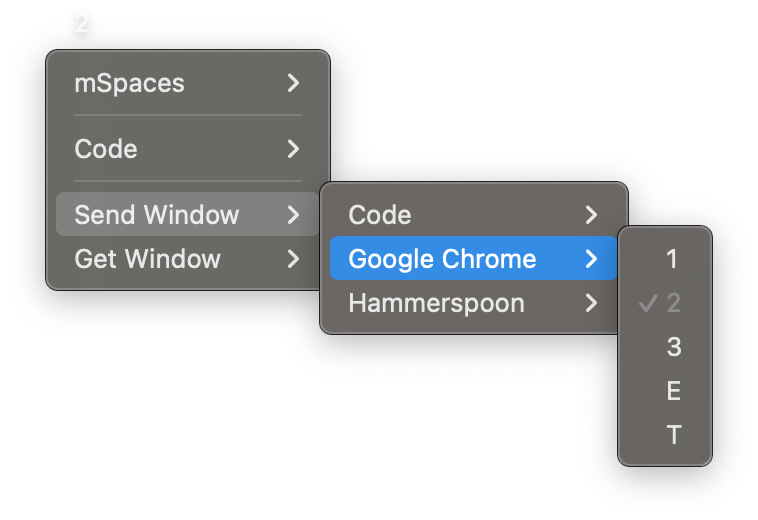 2
mSpaces
Code
Send Window
Get Window
Code
Google Chrome
Hammerspoon
1
2
3
E
T